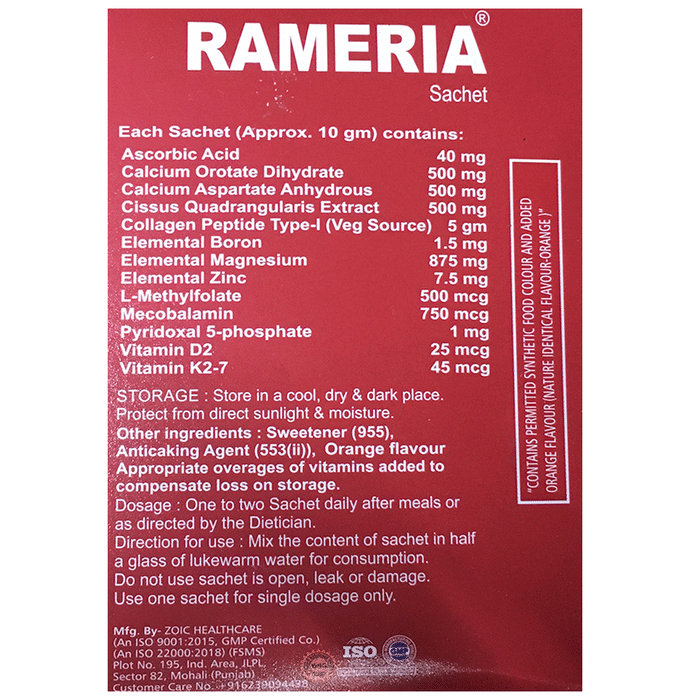 RAMERIA®
Sachet
Each Sachet (Approx. 10 gm) contains:
Ascorbic Acid 40 mg
Calcium Orotate Dihydrate 500 mg
Calcium Aspartate Anhydrous 500 mg
Cissus Quadrangularis Extract 500 mg
Collagen Peptide Type-I (Veg Source) 5 gm
Elemental Boron 1.5 mg
Elemental Magnesium 875 mg
Elemental Zinc 7.5 mg
L-Methylfolate 500 mcg
Mecobalamin 750 mcg
Pyridoxal 5-phosphate 1 mg
Vitamin D2 25 mcg
Vitamin K2-7 45 mcg
STORAGE : Store in a cool, dry & dark place.
Protect from direct sunlight & moisture.
Other ingredients : Sweetener (955),
Anticaking Agent (553(ii)), Orange flavour
Appropriate overages of vitamins added to
compensate loss on storage.
Dosage : One to two Sachet daily after meals or
as directed by the Dietician.
Direction for use : Mix the content of sachet in half
a glass of lukewarm water for consumption.
Do not use sachet is open, leak or damage.
Use one sachet for single dosage only.
Mfg. By- ZOIC HEALTHCARE
(An ISO 9001:2015, GMP Certified Co.)
(An ISO 22000:2018) (FSMS)
Plot No. 195, Ind. Area, JLPL,
Sector 82, Mohali (Punjab)
Customer Care No. +916239094438
ISO
GMP
"CONTAINS PERMITTED SYNTHETIC FOOD COLOUR AND ADDED
ORANGE FLAVOUR (NATURE IDENTICAL FLAVOUR-ORANGE )"